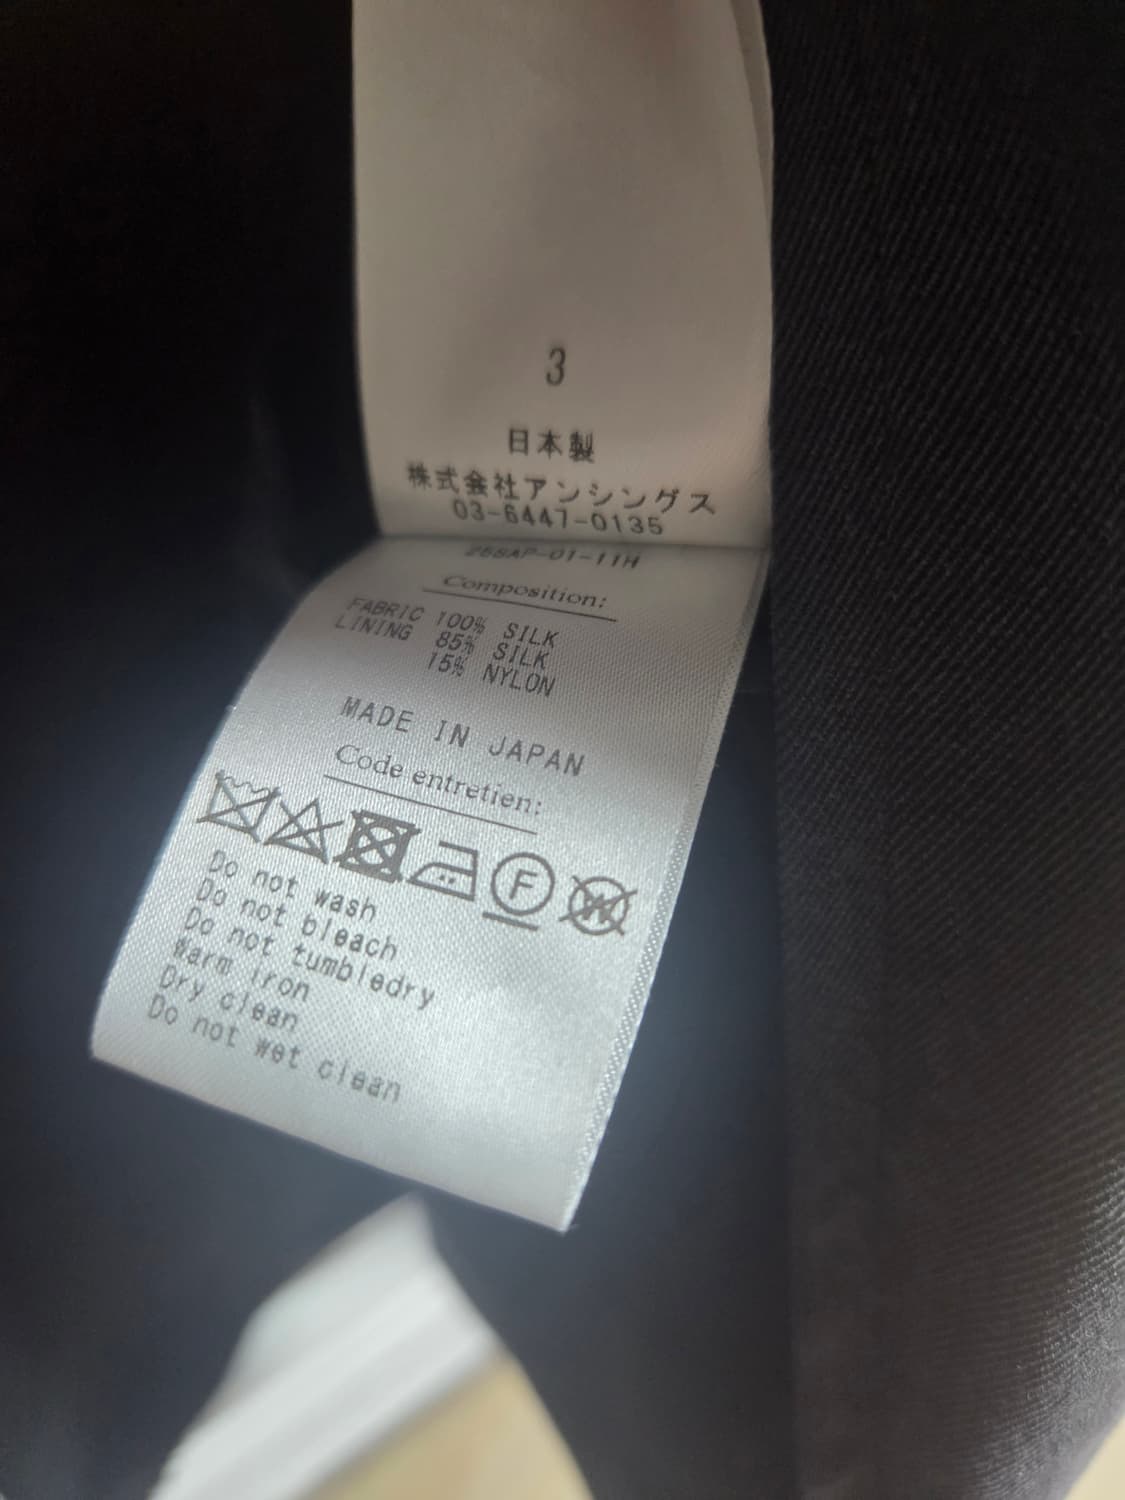 3
日本製
株式会社アンシングス
03-6447-0135
Composition:
FABRIC 100% SILK
LINING 85% SILK
15% NYLON
MADE IN JAPAN
Code entretien:
F W
Do not wash
Do not bleach
Do not tumbledry
Warm iron
Dry clean
Do not wet clean